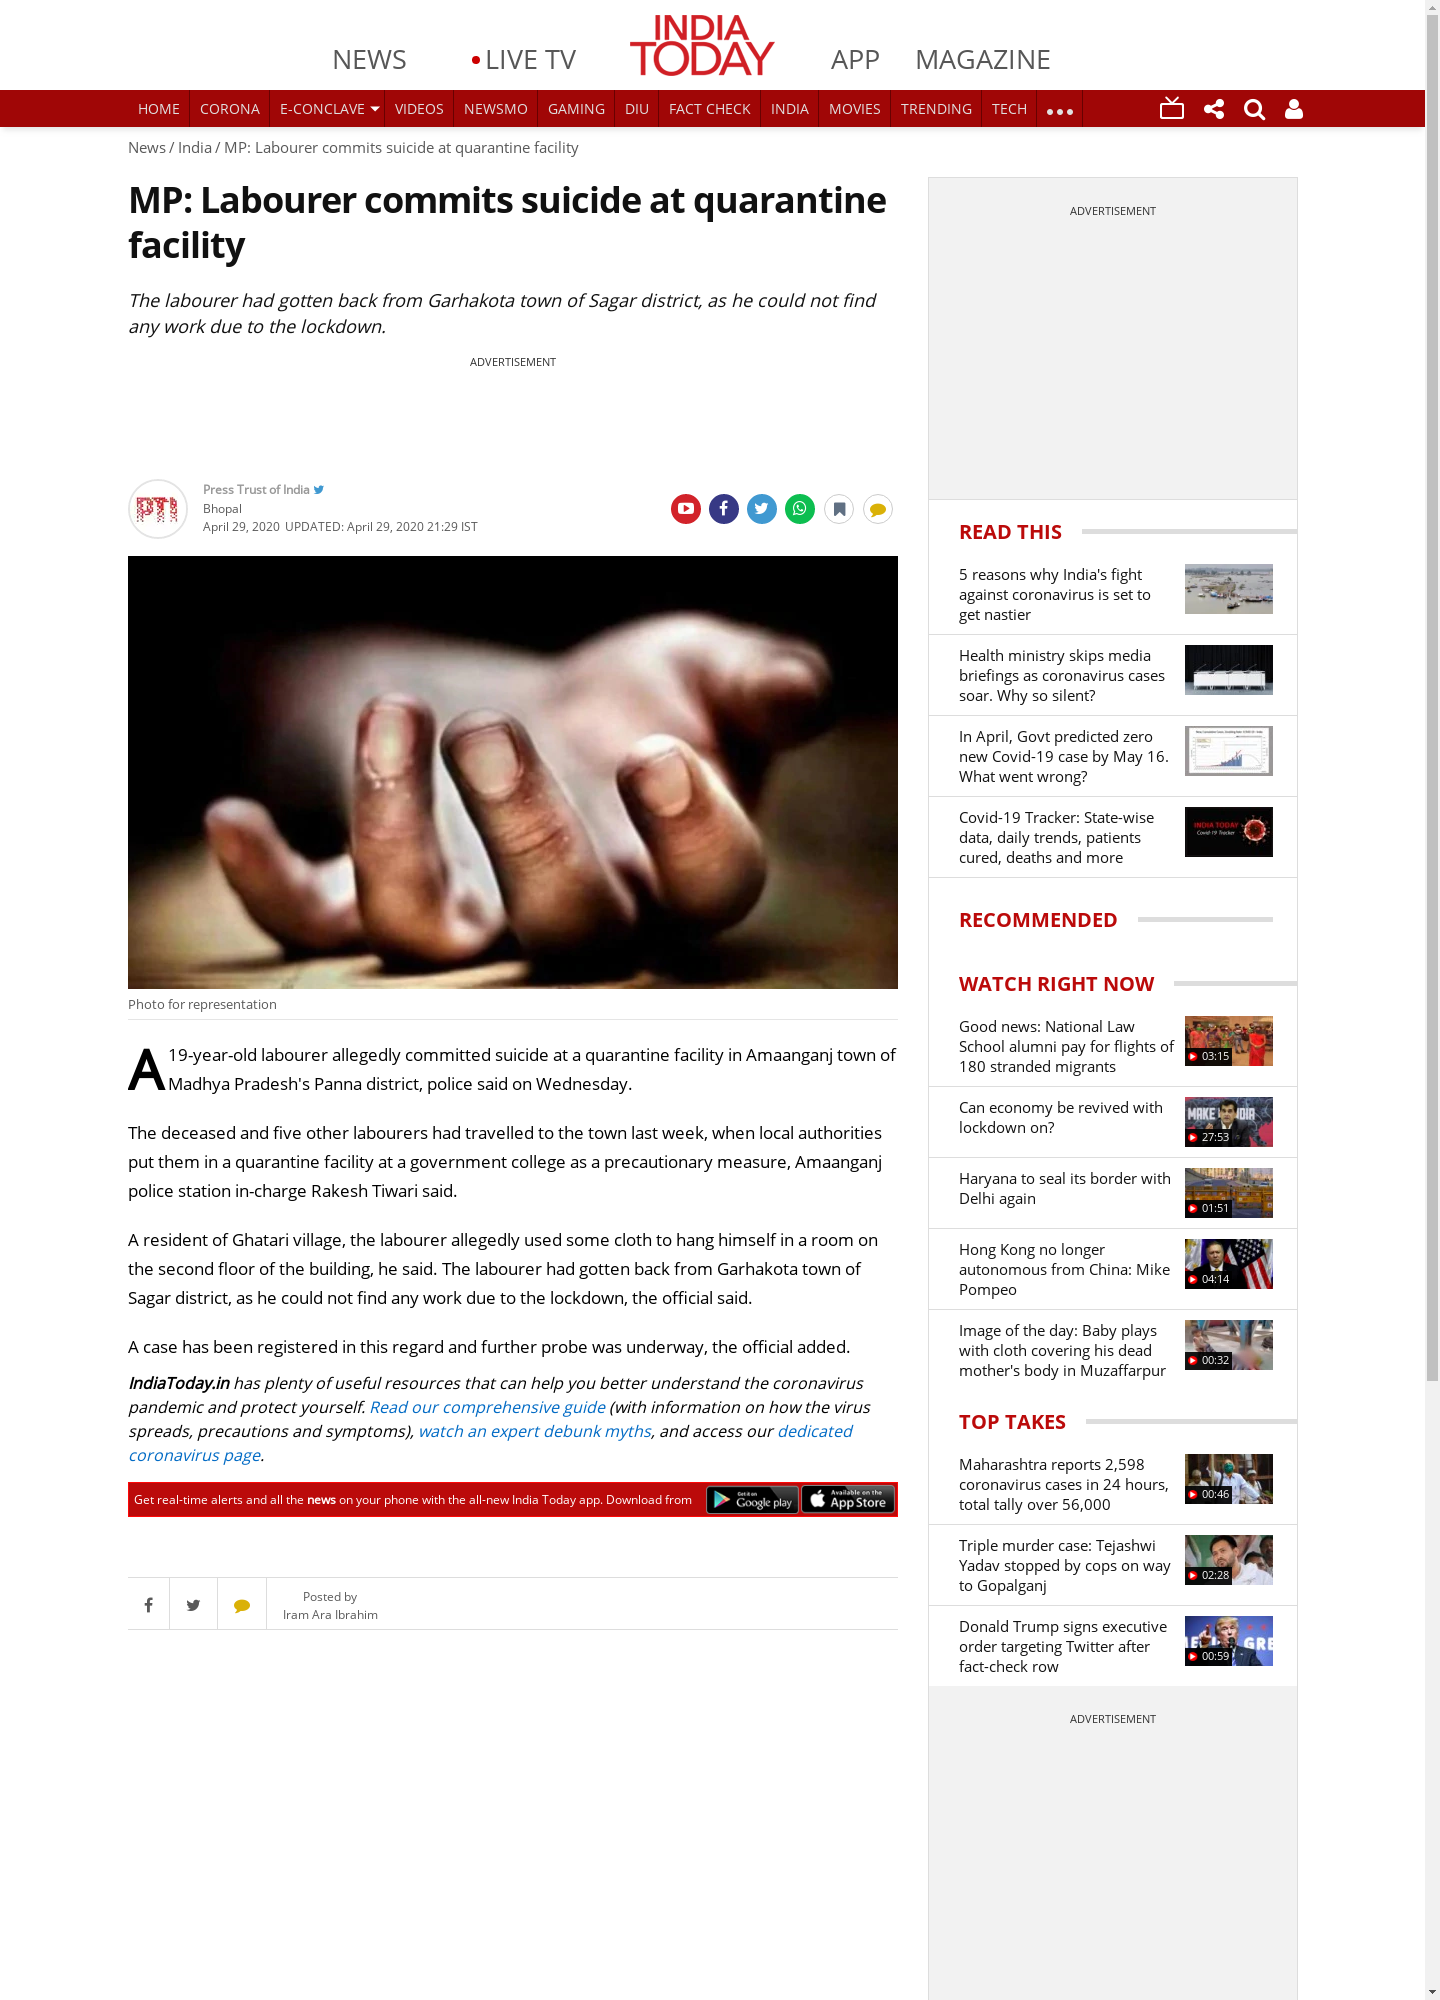 NEWS
LIVE TV
INDIA
TODAY
APP
MAGAZINE
HOME
CORONA
E-CONCLAVE
VIDEOS
NEWSMO
GAMING
DIU
FACT CHECK
INDIA
MOVIES
TRENDING
TECH
News / India / MP: Labourer commits suicide at quarantine facility
MP: Labourer commits suicide at quarantine
facility
The labourer had gotten back from Garhakota town of Sagar district, as he could not find
any work due to the lockdown.
ADVERTISEMENT
PTI
Press Trust of India
Bhopal
April 29, 2020 UPDATED: April 29, 2020 21:29 IST
Photo for representation
A 19-year-old labourer allegedly committed suicide at a quarantine facility in Amaanganj town of
Madhya Pradesh's Panna district, police said on Wednesday.
The deceased and five other labourers had travelled to the town last week, when local authorities
put them in a quarantine facility at a government college as a precautionary measure, Amaanganj
police station in-charge Rakesh Tiwari said.
A resident of Ghatari village, the labourer allegedly used some cloth to hang himself in a room on
the second floor of the building, he said. The labourer had gotten back from Garhakota town of
Sagar district, as he could not find any work due to the lockdown, the official said.
A case has been registered in this regard and further probe was underway, the official added.
IndiaToday.in has plenty of useful resources that can help you better understand the coronavirus
pandemic and protect yourself. Read our comprehensive guide (with information on how the virus
spreads, precautions and symptoms), watch an expert debunk myths, and access our dedicated
coronavirus page.
Get real-time alerts and all the news on your phone with the all-new India Today app. Download from
Get it on
Google play
Available on the
App Store
Posted by
Iram Ara Ibrahim
ADVERTISEMENT
READ THIS
5 reasons why India's fight
against coronavirus is set to
get nastier
Health ministry skips media
briefings as coronavirus cases
soar. Why so silent?
In April, Govt predicted zero
new Covid-19 case by May 16.
What went wrong?
Covid-19 Tracker: State-wise
data, daily trends, patients
cured, deaths and more
INDIA TODAY
Covid-19 Tracker
RECOMMENDED
WATCH RIGHT NOW
Good news: National Law
School alumni pay for flights of
180 stranded migrants
03:15
Can economy be revived with
lockdown on?
27:53
Haryana to seal its border with
Delhi again
01:51
Hong Kong no longer
autonomous from China: Mike
Pompeo
04:14
Image of the day: Baby plays
with cloth covering his dead
mother's body in Muzaffarpur
00:32
TOP TAKES
Maharashtra reports 2,598
coronavirus cases in 24 hours,
total tally over 56,000
00:46
Triple murder case: Tejashwi
Yadav stopped by cops on way
to Gopalganj
02:28
Donald Trump signs executive
order targeting Twitter after
fact-check row
00:59
ADVERTISEMENT